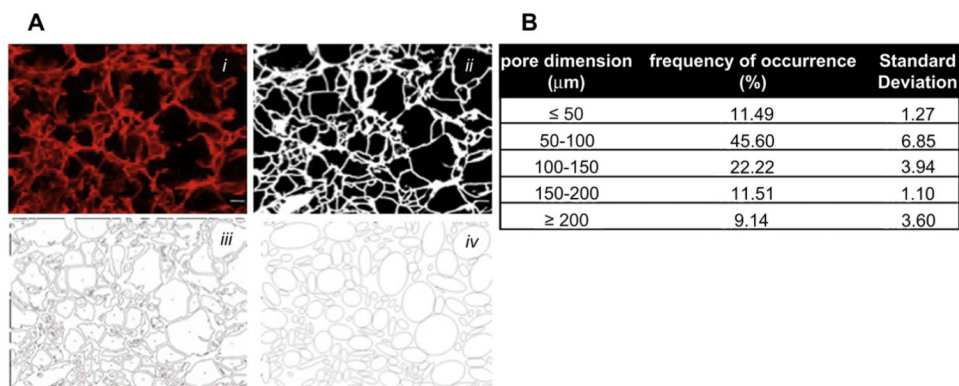 A
B
i
ii
iii
iv
pore dimension frequency of occurrence Standard
(μm) (%) Deviation
≤ 50 11.49 1.27
50-100 45.60 6.85
100-150 22.22 3.94
150-200 11.51 1.10
≥ 200 9.14 3.60